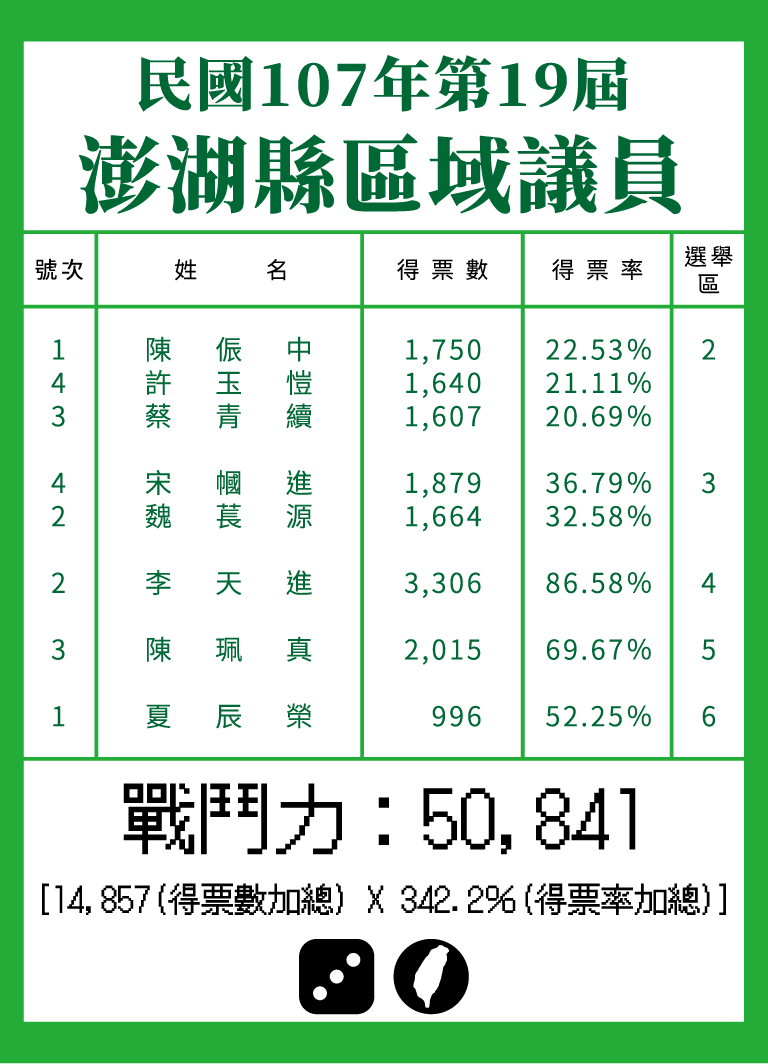 民國107年第19屆
澎湖縣區域議員
號次 姓名 得票數 得票率 選舉區
1 陳侲中 1,750 22.53% 2
4 許玉愷 1,640 21.11%
3 蔡青續 1,607 20.69%
4 宋幗進 1,879 36.79% 3
2 魏萇源 1,664 32.58%
2 李天進 3,306 86.58% 4
3 陳珮真 2,015 69.67% 5
1 夏辰榮 996 52.25% 6
戰鬥力：50,841
[14,857(得票數加總) X 342.2%(得票率加總)]